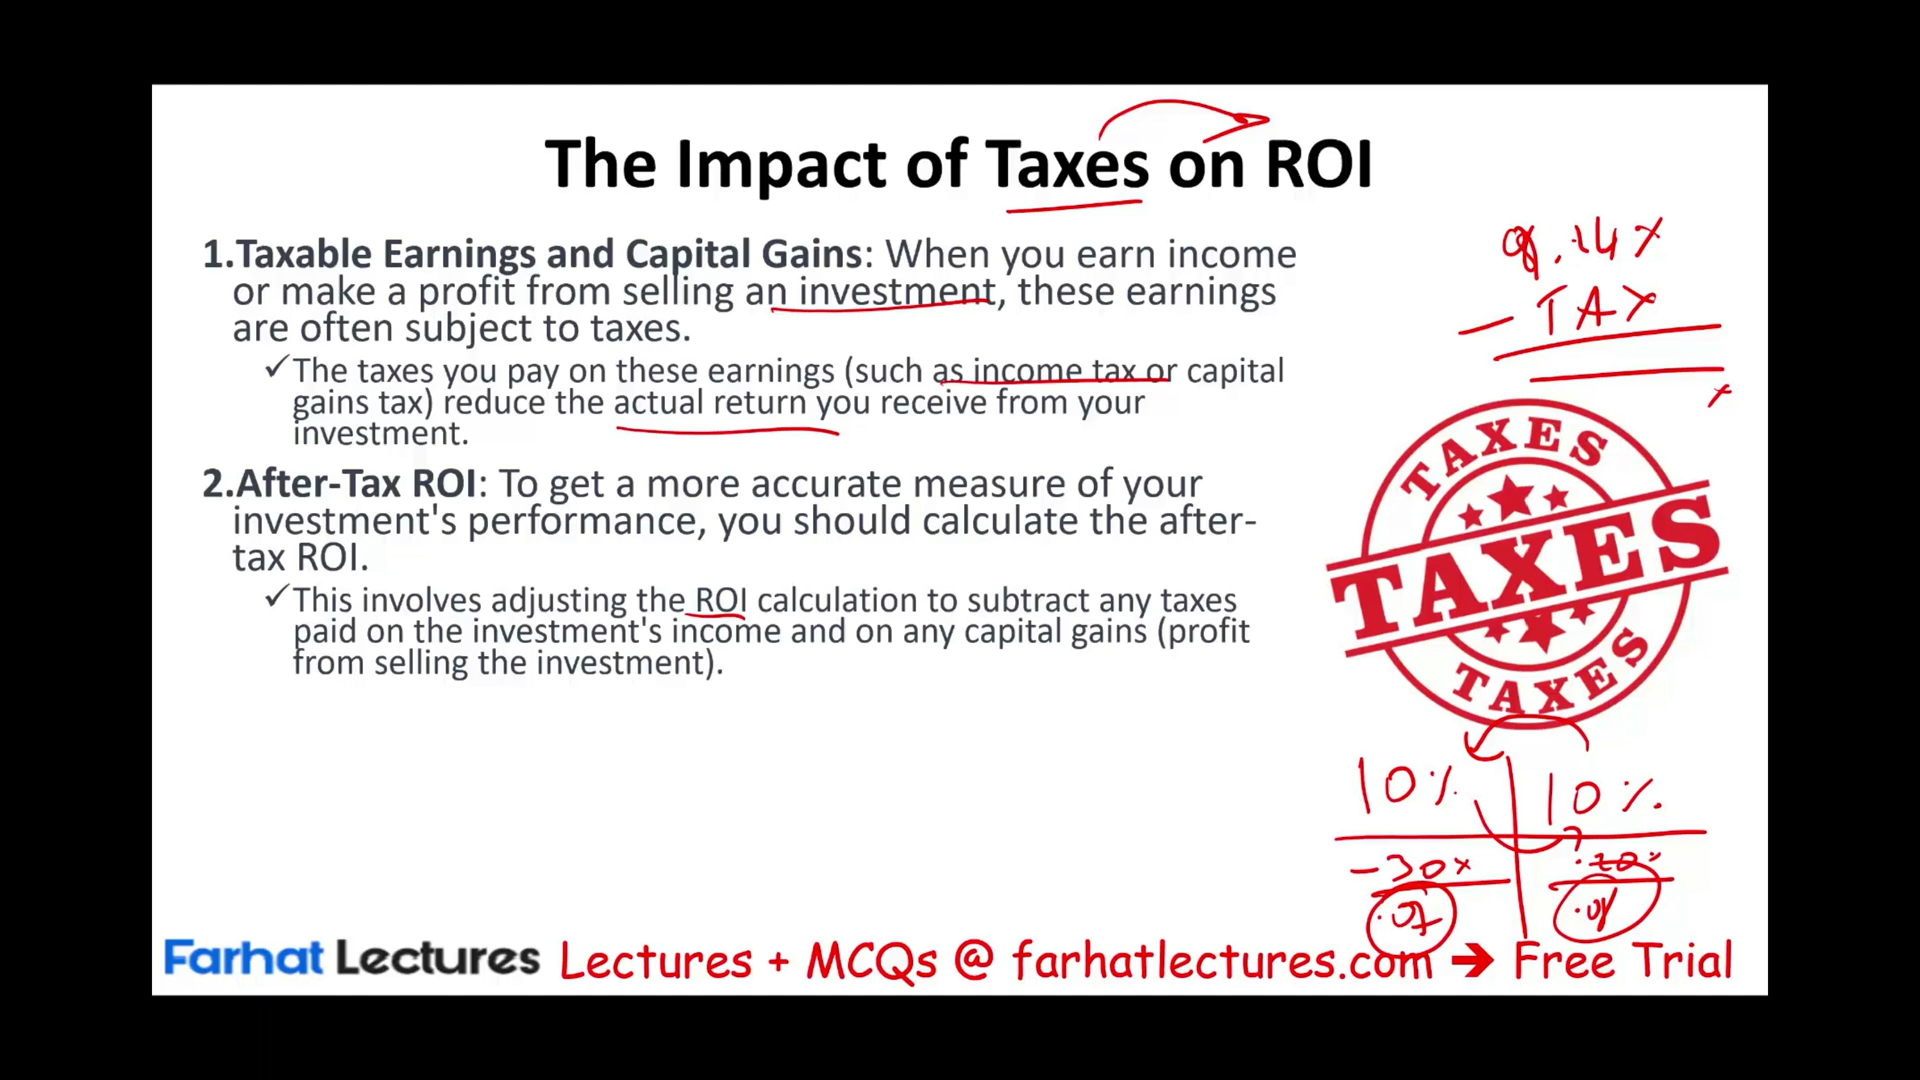 The Impact of Taxes on ROI
1.Taxable Earnings and Capital Gains: When you earn income
or make a profit from selling an investment, these earnings
are often subject to taxes.
✓The taxes you pay on these earnings (such as income tax or capital
gains tax) reduce the actual return you receive from your
investment.
2.After-Tax ROI: To get a more accurate measure of your
investment's performance, you should calculate the after-
tax ROI.
✓This involves adjusting the ROI calculation to subtract any taxes
paid on the investment's income and on any capital gains (profit
from selling the investment).
- TAX
TAXES
TAXES
TAXES
10% 10%
-30%
Farhat Lectures Lectures + MCQs @ farhatlectures.com → Free Trial